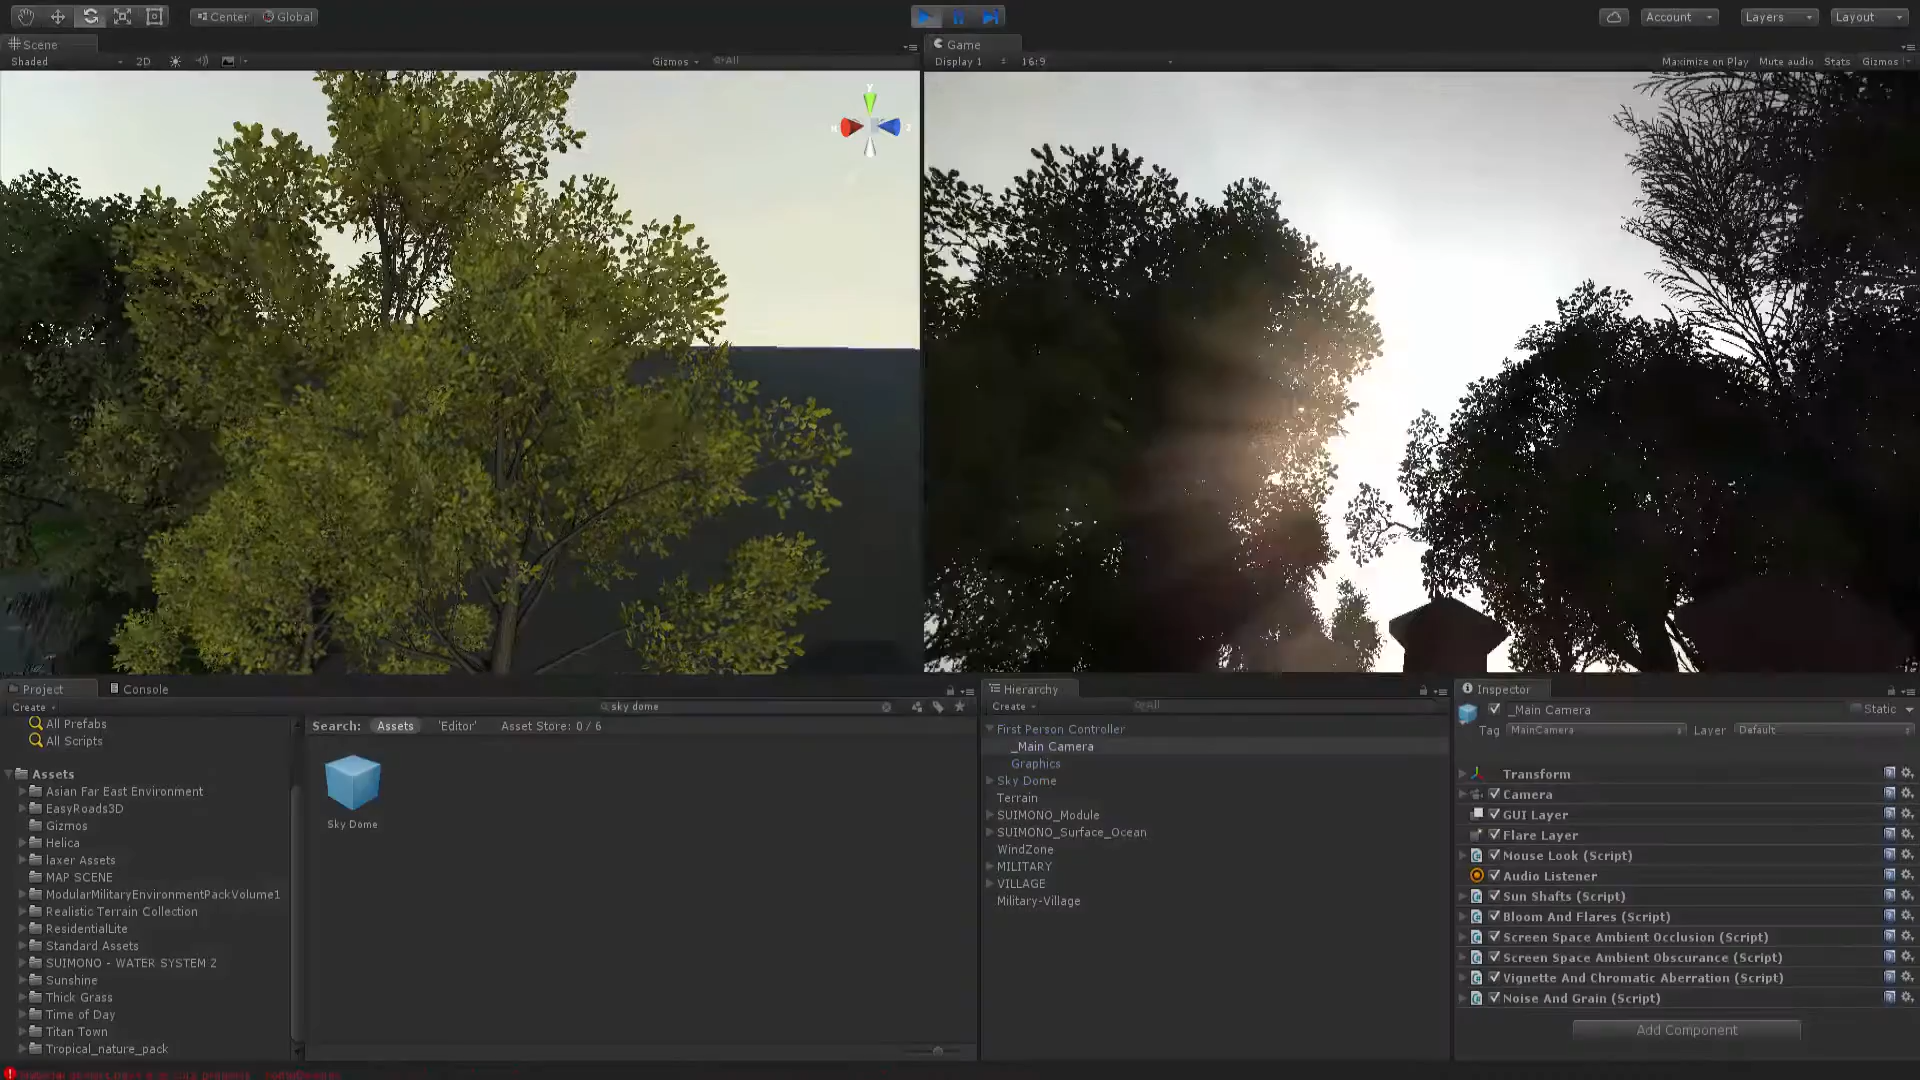 Center Global Account Layers Layout
Scene
Game
Shaded 2D Gizmos All
Display 1 16:9 Maximize on Play Mute audio Stats Gizmos
Y
Project Console
Create sky dome
All Prefabs
All Scripts
Assets
Asian Far East Environment
EasyRoads3D
Gizmos
Helica
laxer Assets
MAP SCENE
ModularMilitaryEnvironmentPackVolume1
Realistic Terrain Collection
ResidentialLite
Standard Assets
SUIMONO - WATER SYSTEM 2
Sunshine
Thick Grass
Time of Day
Titan Town
Tropical_nature_pack
Search: Assets 'Editor' Asset Store: 0 / 6
Sky Dome
Hierarchy
Create All
First Person Controller
_Main Camera
Graphics
Sky Dome
Terrain
SUIMONO_Module
SUIMONO_Surface_Ocean
WindZone
MILITARY
VILLAGE
Military-Village
Inspector
_Main Camera Static
Tag MainCamera Layer Default
Transform
Camera
GUI Layer
Flare Layer
Mouse Look (Script)
Audio Listener
Sun Shafts (Script)
Bloom And Flares (Script)
Screen Space Ambient Occlusion (Script)
Screen Space Ambient Obscurance (Script)
Vignette And Chromatic Aberration (Script)
Noise And Grain (Script)
Add Component